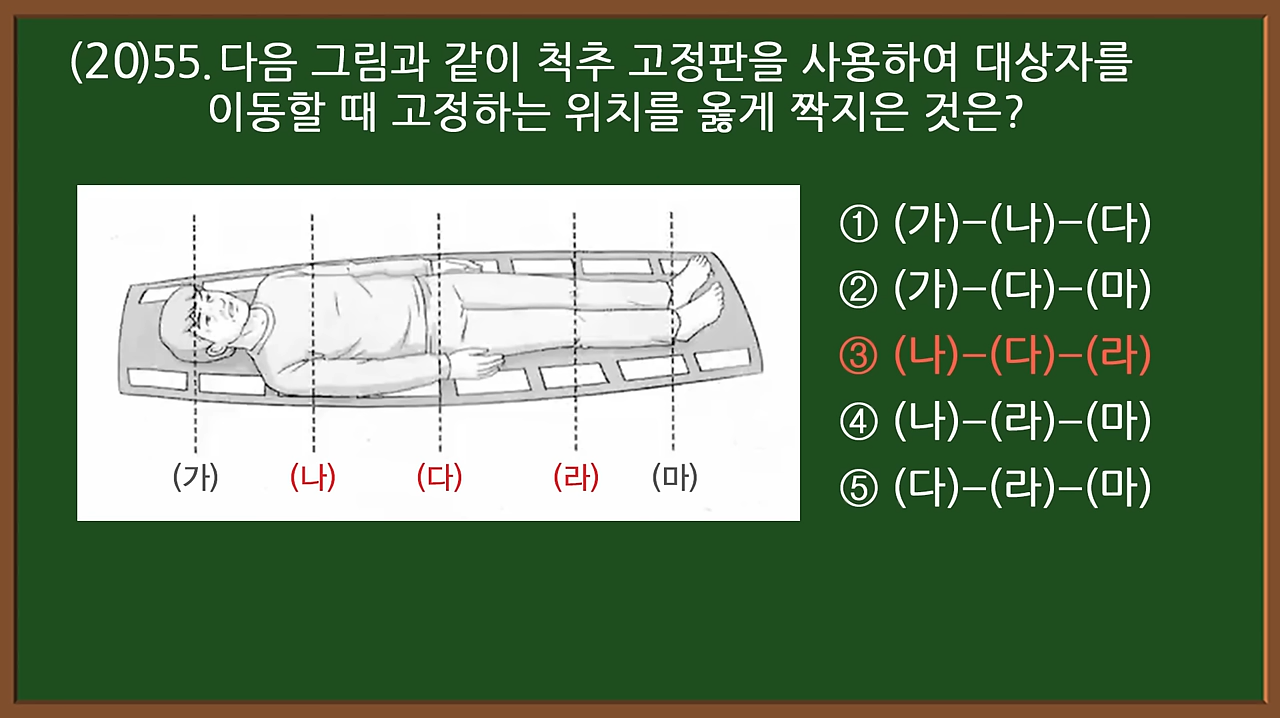 (20)55. 다음 그림과 같이 척추 고정판을 사용하여 대상자를
이동할 때 고정하는 위치를 옳게 짝지은 것은?
① (가)-(나)-(다)
② (가)-(다)-(마)
③ (나)-(다)-(라)
④ (나)-(라)-(마)
⑤ (다)-(라)-(마)
(가) (나) (다) (라) (마)